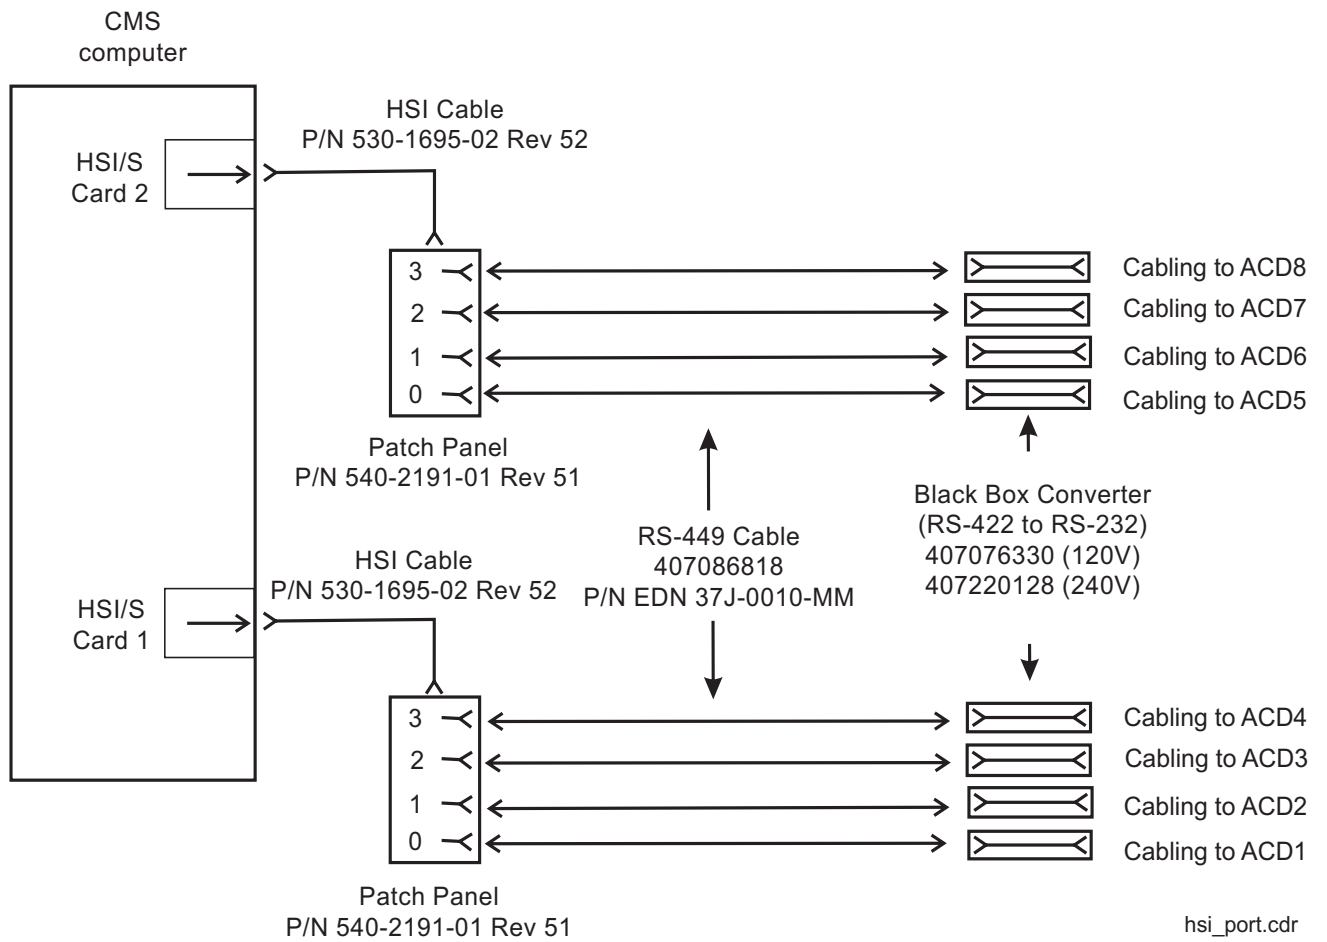 CMS
computer
HSI Cable
P/N 530-1695-02 Rev 52
HSI/S
Card 2
3
2
1
0
Cabling to ACD8
Cabling to ACD7
Cabling to ACD6
Cabling to ACD5
Patch Panel
P/N 540-2191-01 Rev 51
RS-449 Cable
407086818
P/N EDN 37J-0010-MM
Black Box Converter
(RS-422 to RS-232)
407076330 (120V)
407220128 (240V)
HSI Cable
P/N 530-1695-02 Rev 52
HSI/S
Card 1
3
2
1
0
Cabling to ACD4
Cabling to ACD3
Cabling to ACD2
Cabling to ACD1
Patch Panel
P/N 540-2191-01 Rev 51
hsi_port.cdr